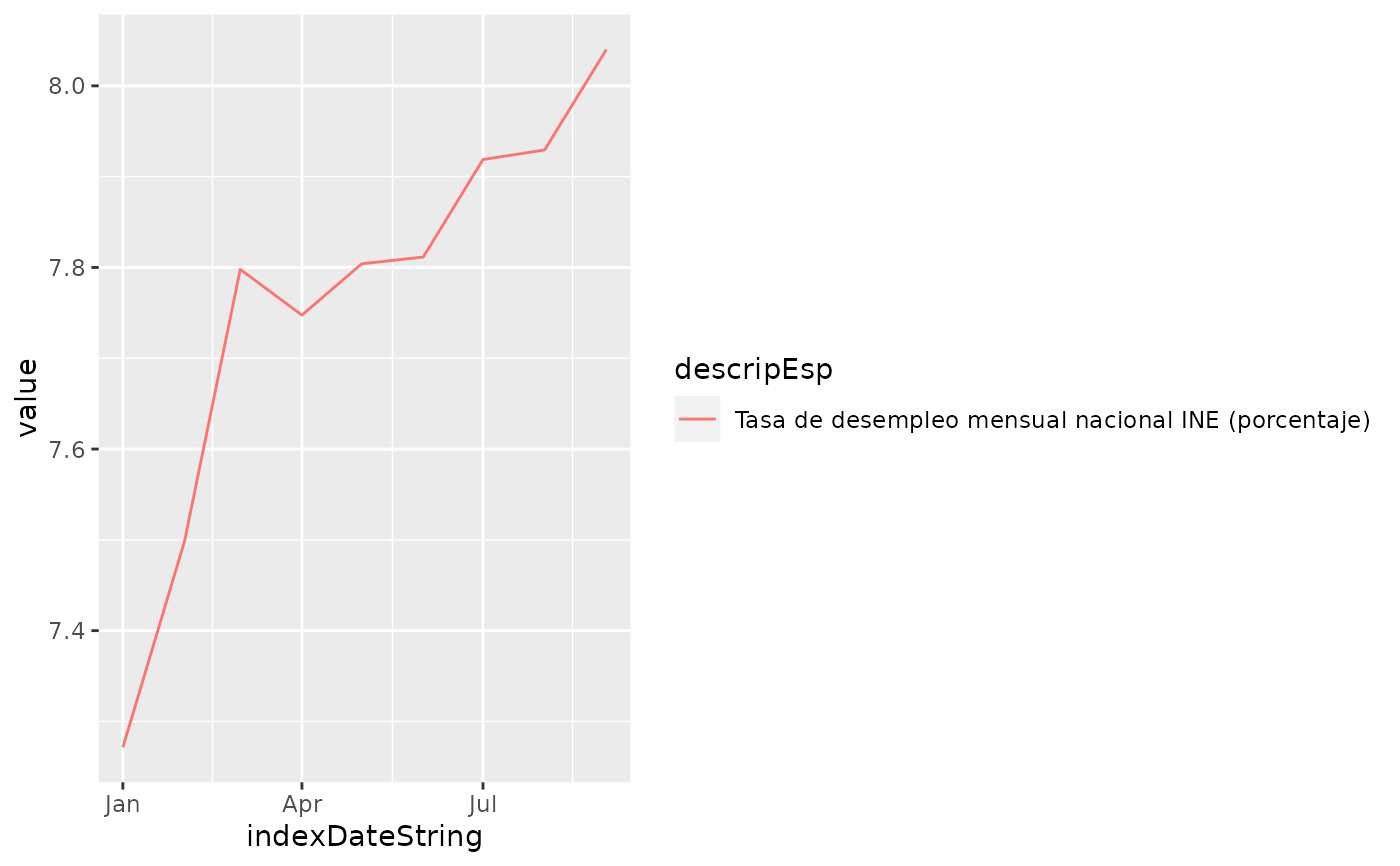 8.0
7.8
7.6
7.4
value
Jan
Apr
Jul
indexDateString
descripEsp
Tasa de desempleo mensual nacional INE (porcentaje)